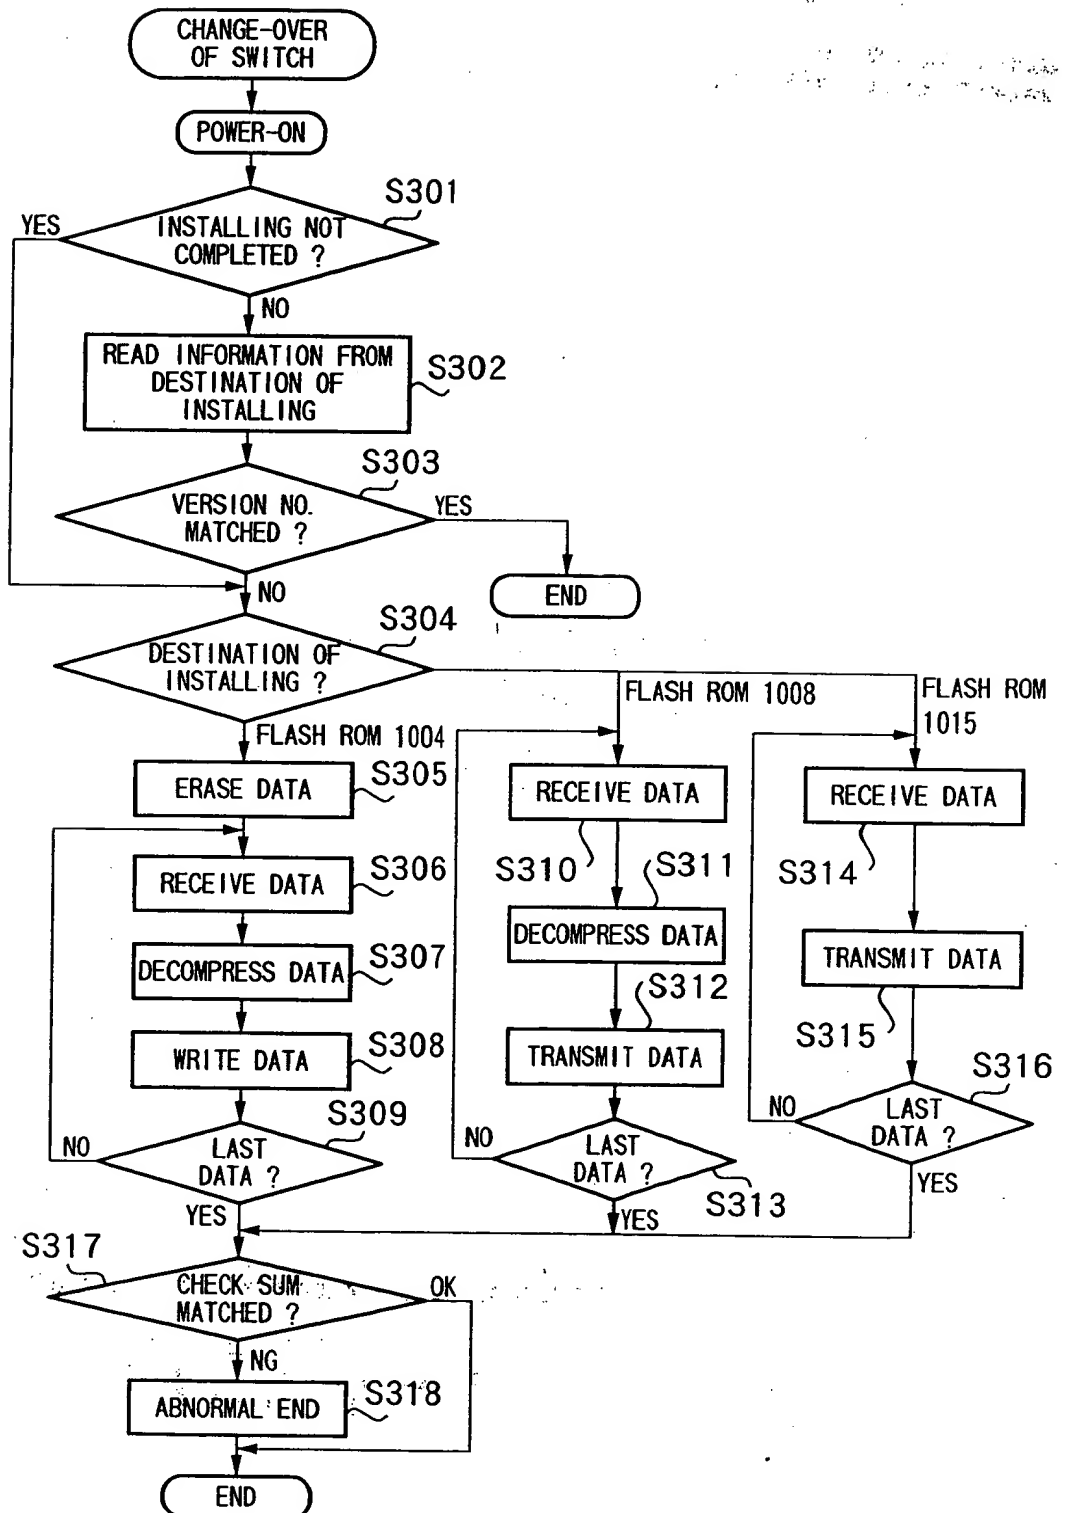 CHANGE-OVER
OF SWITCH
POWER-ON
S301
YES
INSTALLING NOT
COMPLETED ?
NO
READ INFORMATION FROM
DESTINATION OF
INSTALLING
S302
S303
VERSION NO.
MATCHED ?
YES
NO
END
S304
DESTINATION OF
INSTALLING ?
FLASH ROM 1004
FLASH ROM 1008
FLASH ROM
1015
ERASE DATA
S305
RECEIVE DATA
S306
DECOMPRESS DATA
S307
WRITE DATA
S308
S309
NO
LAST
DATA ?
YES
RECEIVE DATA
S310
S311
DECOMPRESS DATA
S312
TRANSMIT DATA
NO
LAST
DATA ?
S313
YES
RECEIVE DATA
S314
TRANSMIT DATA
S315
S316
NO
LAST
DATA ?
YES
S317
CHECK SUM
MATCHED ?
OK
NG
ABNORMAL END
S318
END